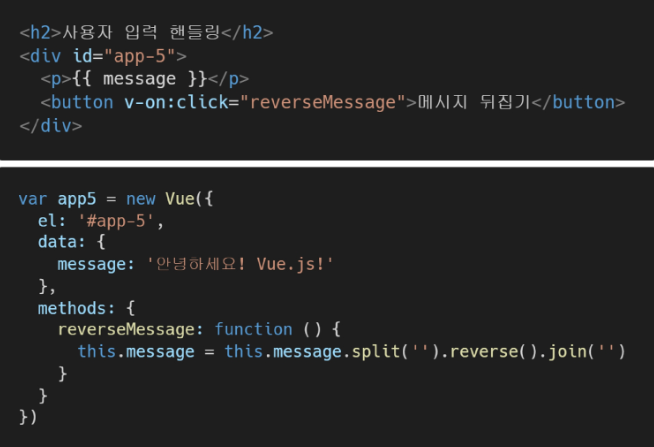 <h2>사용자 입력 핸들링</h2>
<div id="app-5">
  <p>{{ message }}</p>
  <button v-on:click="reverseMessage">메시지 뒤집기</button>
</div>
var app5 = new Vue({
  el: '#app-5',
  data: {
    message: '안녕하세요! Vue.js!'
  },
  methods: {
    reverseMessage: function () {
      this.message = this.message.split('').reverse().join('')
    }
  }
})